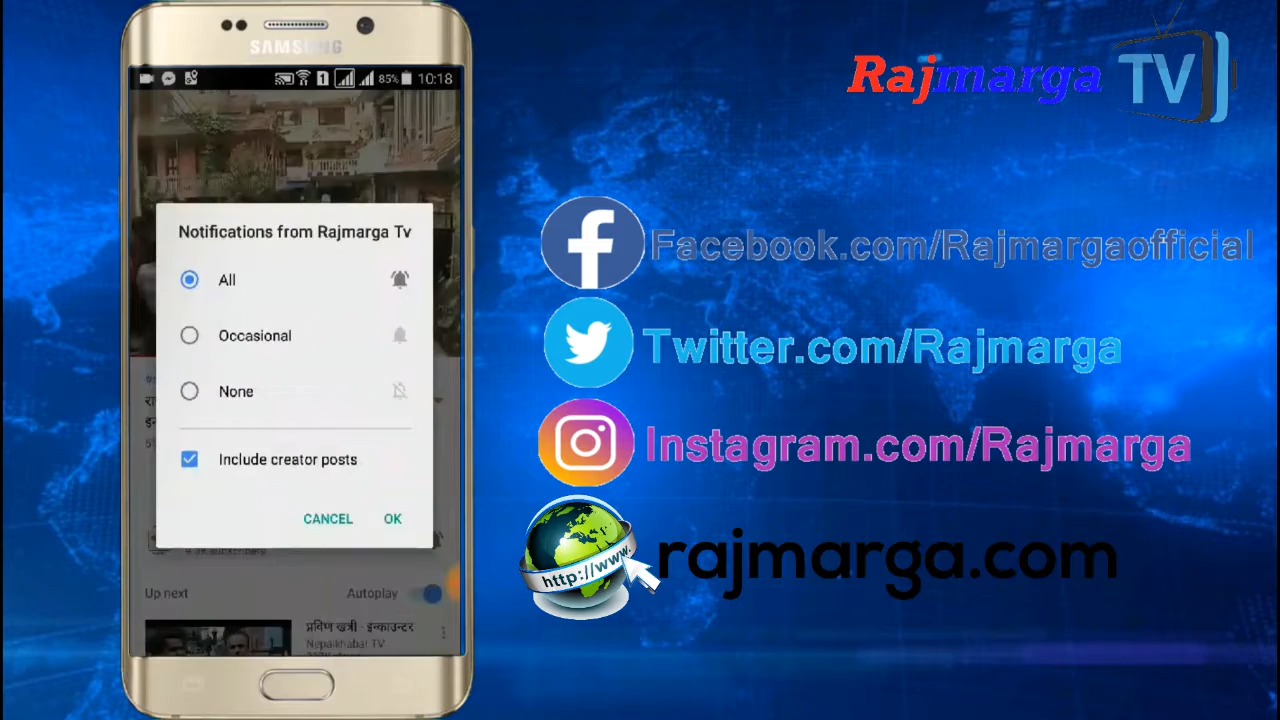 SAMSUNG
85% 10:18
Notifications from Rajmarga Tv
All
Occasional
None
Include creator posts
CANCEL OK
Up next Autoplay
प्रविण खत्री - इन्काउन्टर
Nepalkhabar TV
Rajmarga TV
Facebook.com/Rajmargaofficial
Twitter.com/Rajmarga
Instagram.com/Rajmarga
http://www.
rajmarga.com